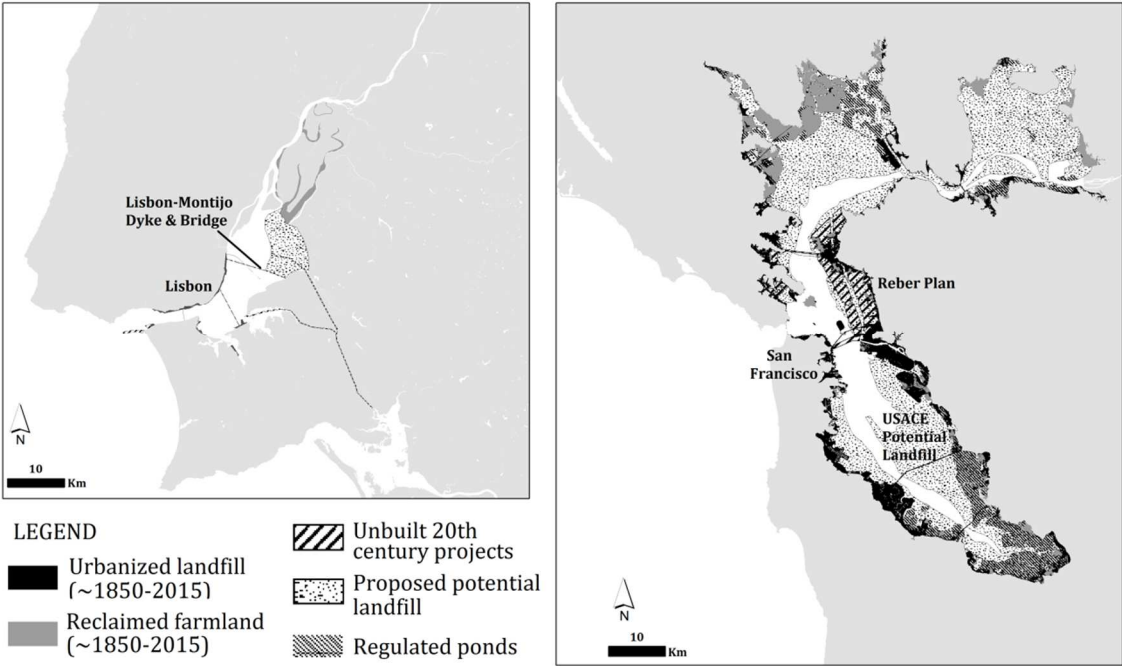 Lisbon-Montijo
Dyke & Bridge
Lisbon
N
10
Km
Reber Plan
San
Francisco
USACE
Potential
Landfill
N
10
Km
LEGEND
Urbanized landfill
(~1850-2015)
Reclaimed farmland
(~1850-2015)
Unbuilt 20th
century projects
Proposed potential
landfill
Regulated ponds